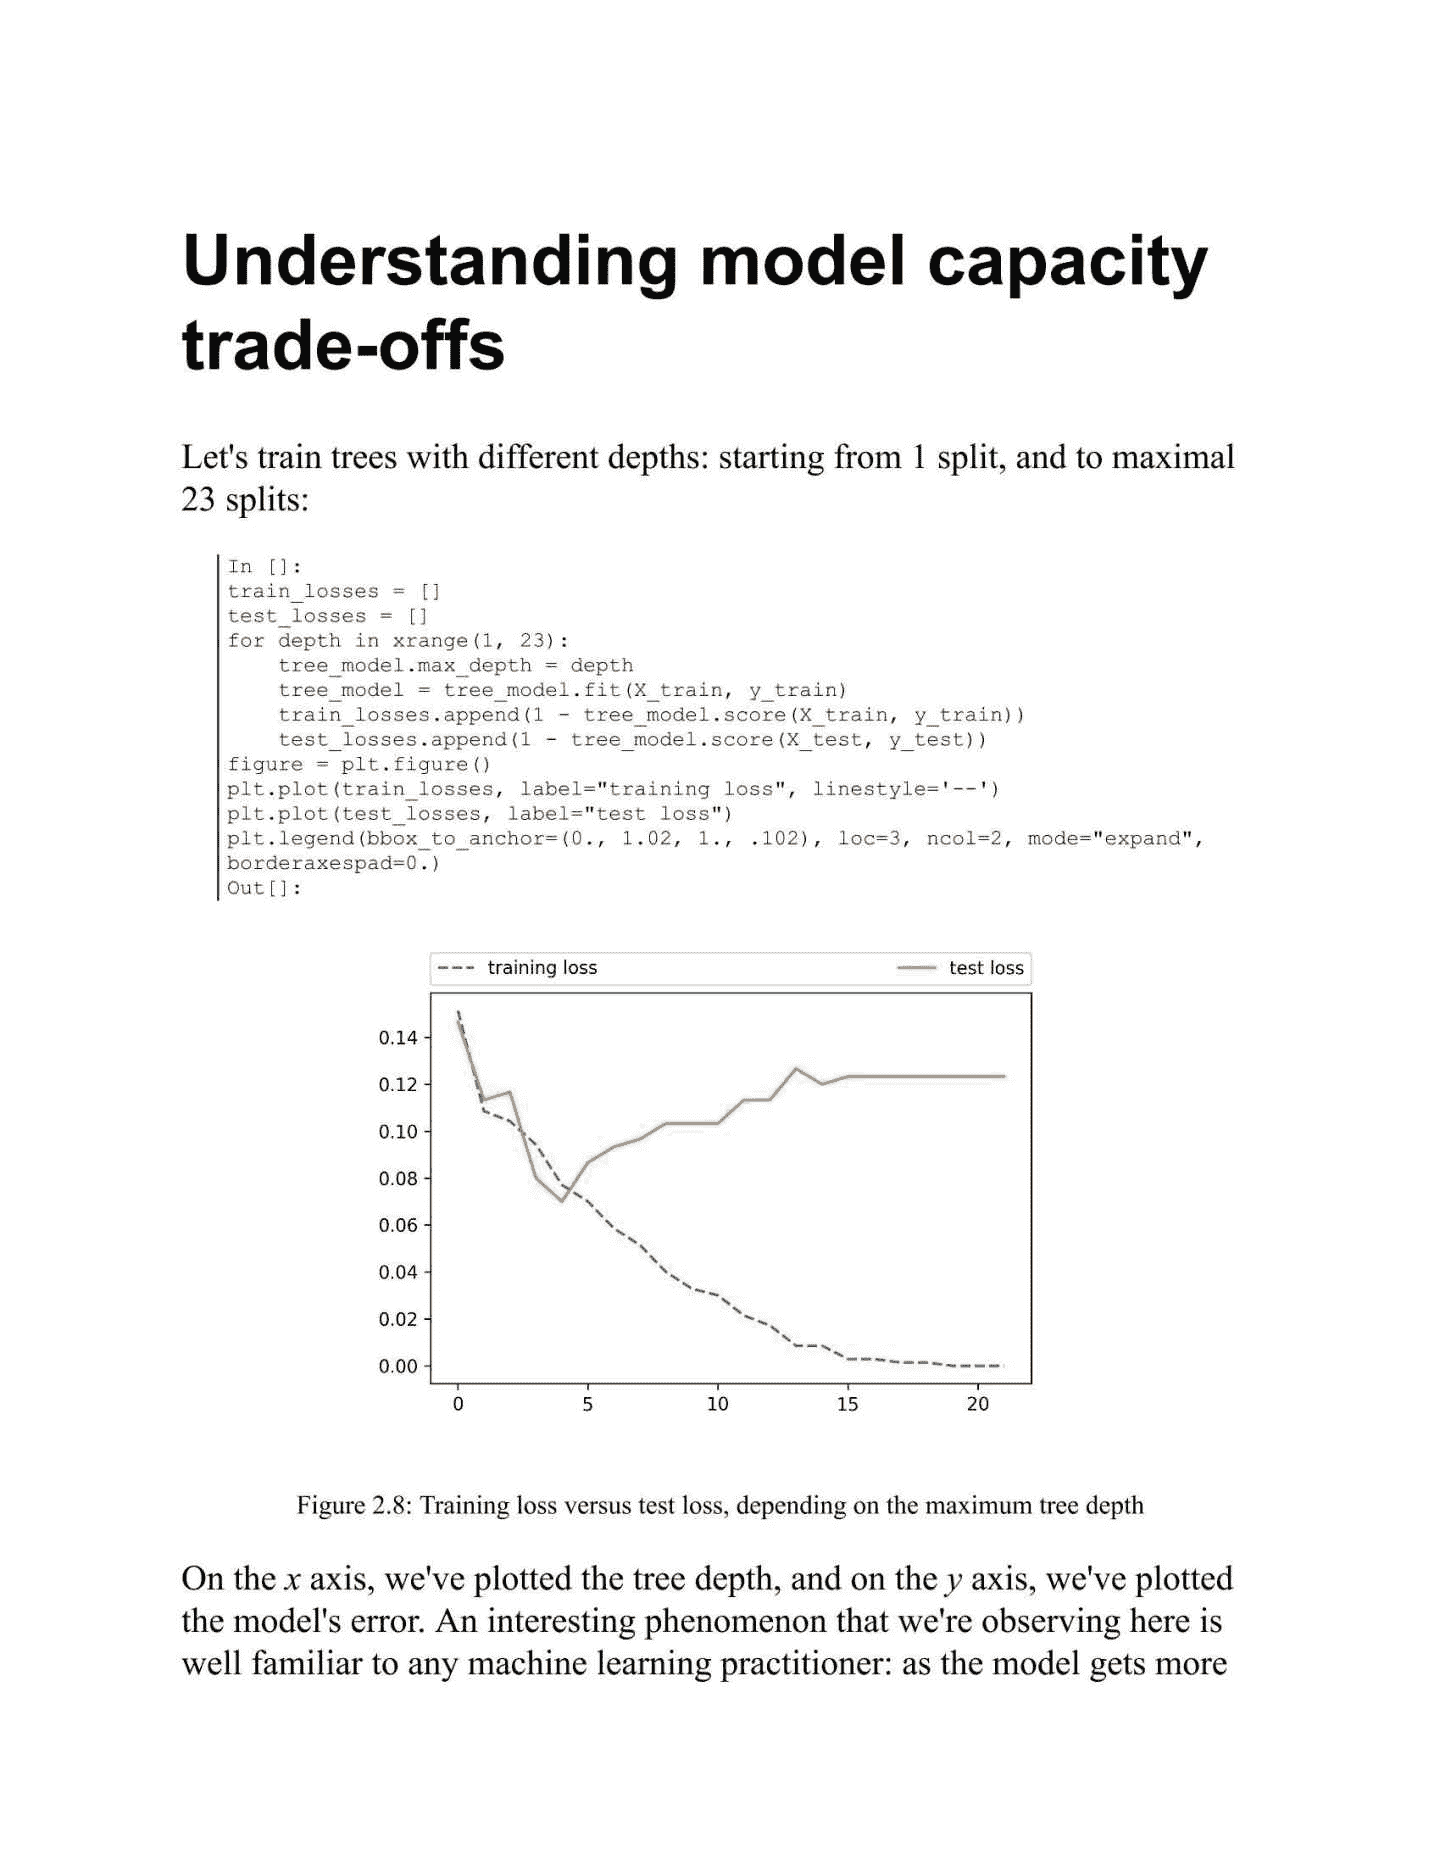 Understanding model capacity
trade-offs
Let's train trees with different depths: starting from 1 split, and to maximal
23 splits:
In []:
train_losses = []
test_losses = []
for depth in xrange(1, 23):
    tree_model.max_depth = depth
    tree_model = tree_model.fit(X_train, y_train)
    train_losses.append(1 - tree_model.score(X_train, y_train))
    test_losses.append(1 - tree_model.score(X_test, y_test))
figure = plt.figure()
plt.plot(train_losses, label="training loss", linestyle='--')
plt.plot(test_losses, label="test loss")
plt.legend(bbox_to_anchor=(0., 1.02, 1., .102), loc=3, ncol=2, mode="expand",
borderaxespad=0.)
Out[]:
training loss test loss
0.14
0.12
0.10
0.08
0.06
0.04
0.02
0.00
0 5 10 15 20
Figure 2.8: Training loss versus test loss, depending on the maximum tree depth
On the x axis, we've plotted the tree depth, and on the y axis, we've plotted
the model's error. An interesting phenomenon that we're observing here is
well familiar to any machine learning practitioner: as the model gets more